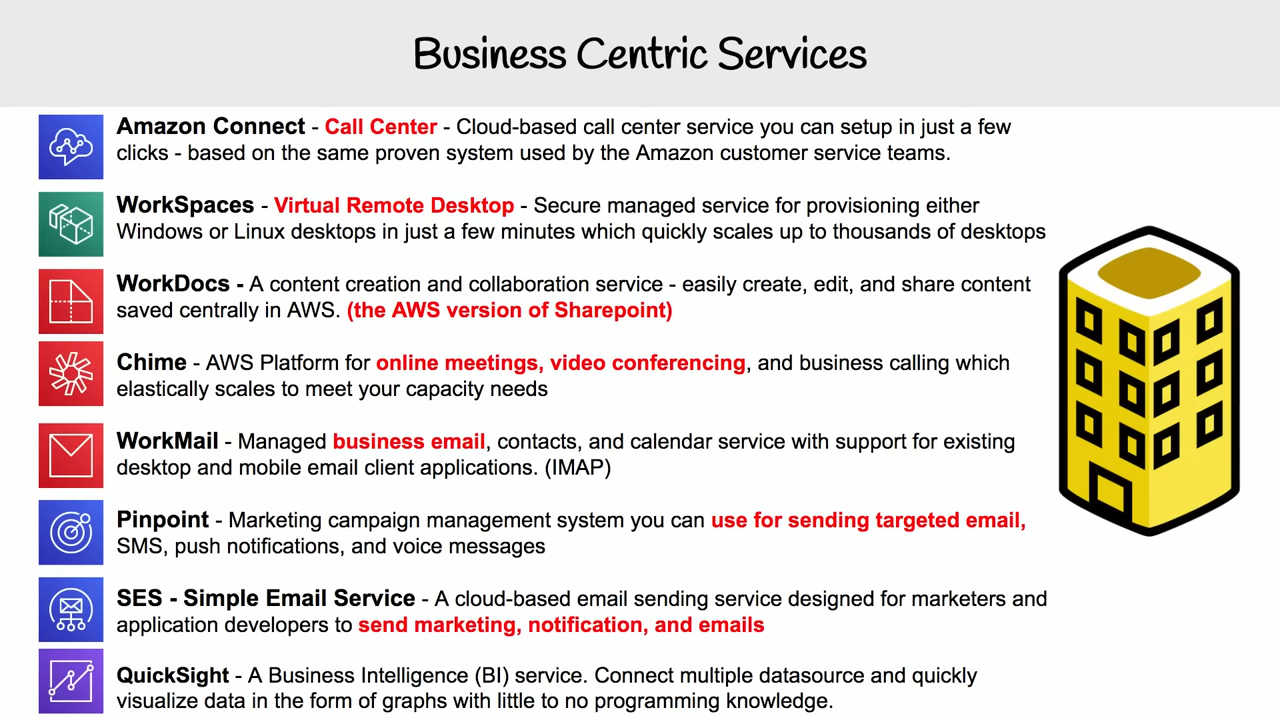 Business Centric Services
Amazon Connect - Call Center - Cloud-based call center service you can setup in just a few
clicks - based on the same proven system used by the Amazon customer service teams.
WorkSpaces - Virtual Remote Desktop - Secure managed service for provisioning either
Windows or Linux desktops in just a few minutes which quickly scales up to thousands of desktops
WorkDocs - A content creation and collaboration service - easily create, edit, and share content
saved centrally in AWS. (the AWS version of Sharepoint)
Chime - AWS Platform for online meetings, video conferencing, and business calling which
elastically scales to meet your capacity needs
WorkMail - Managed business email, contacts, and calendar service with support for existing
desktop and mobile email client applications. (IMAP)
Pinpoint - Marketing campaign management system you can use for sending targeted email,
SMS, push notifications, and voice messages
SES - Simple Email Service - A cloud-based email sending service designed for marketers and
application developers to send marketing, notification, and emails
QuickSight - A Business Intelligence (BI) service. Connect multiple datasource and quickly
visualize data in the form of graphs with little to no programming knowledge.